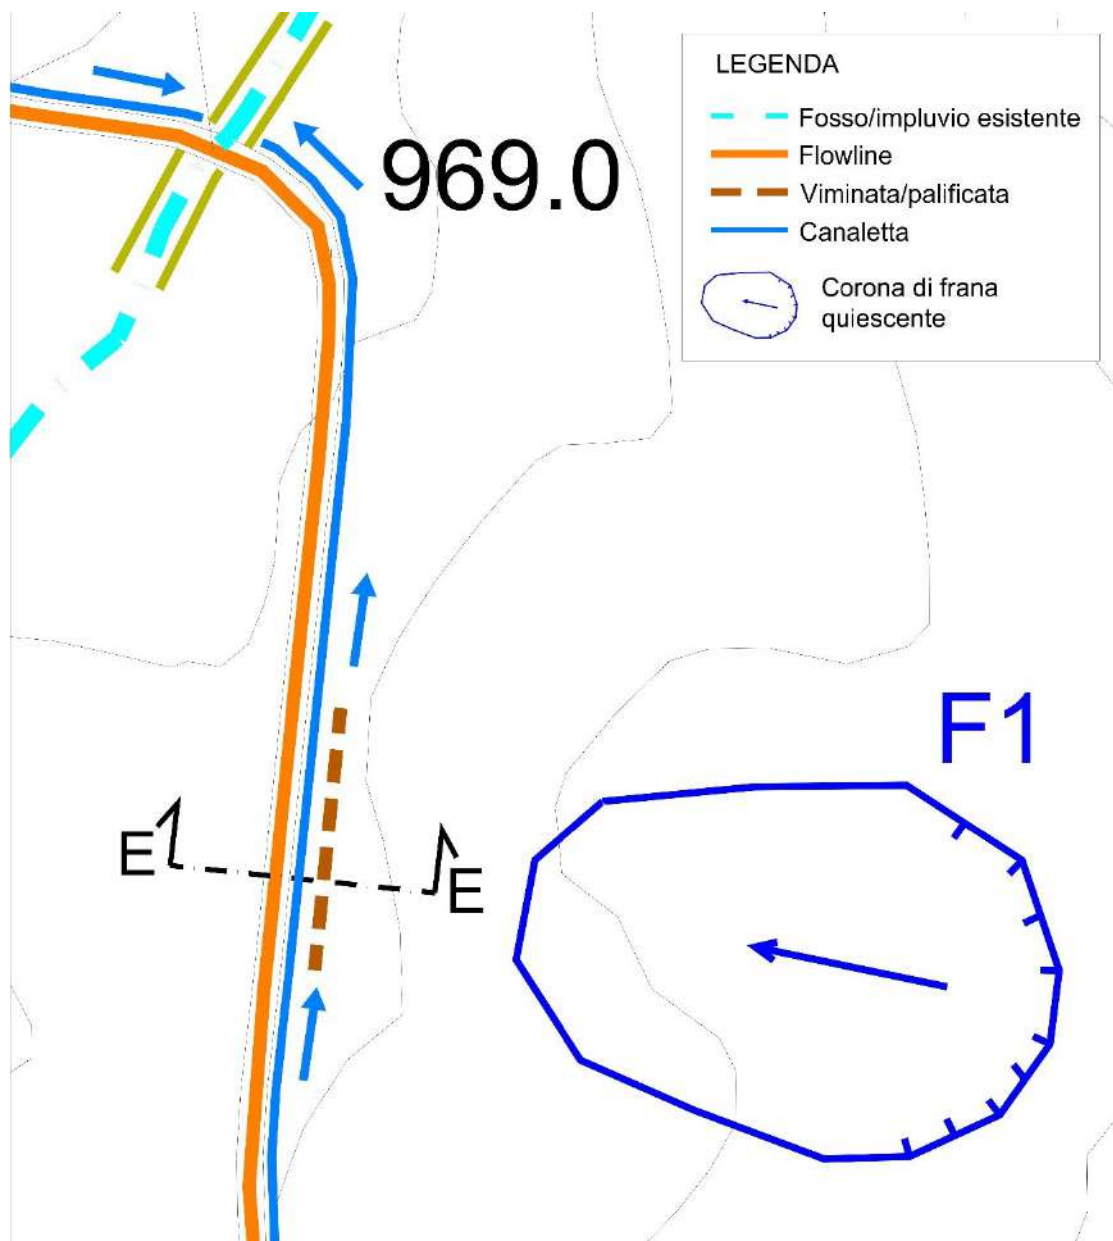 LEGENDA
Fosso/impluvio esistente
Flowline
Viminata/palificata
Canaletta
Corona di frana
quiescente
969.0
F1
E
E